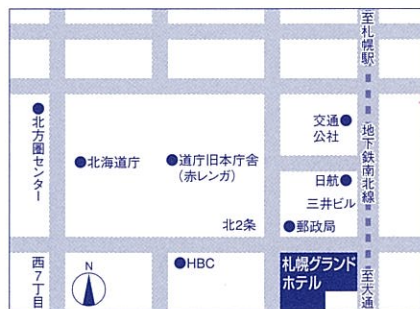 至札幌駅
地下鉄南北線
至大通
交通
公社
北方圏センター
北海道庁
道庁旧本庁舎
(赤レンガ)
日航
三井ビル
北2条
郵政局
西7丁目
N
HBC
札幌グランド
ホテル